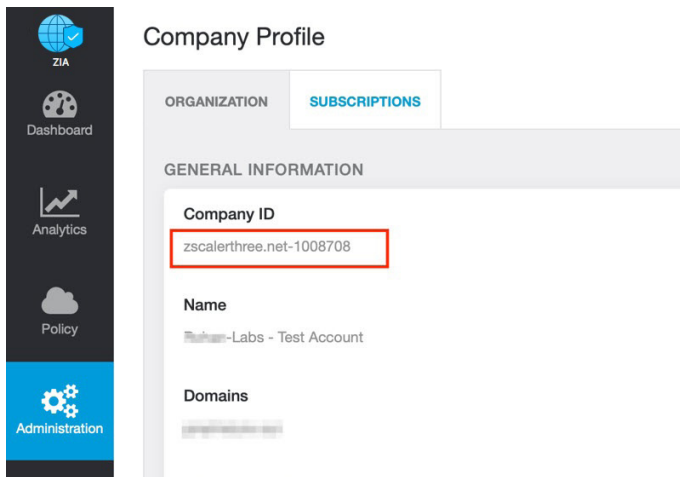 ZIA
Dashboard
Analytics
Policy
Administration
Company Profile
ORGANIZATION SUBSCRIPTIONS
GENERAL INFORMATION
Company ID
zscalerthree.net-1008708
Name
-Labs - Test Account
Domains